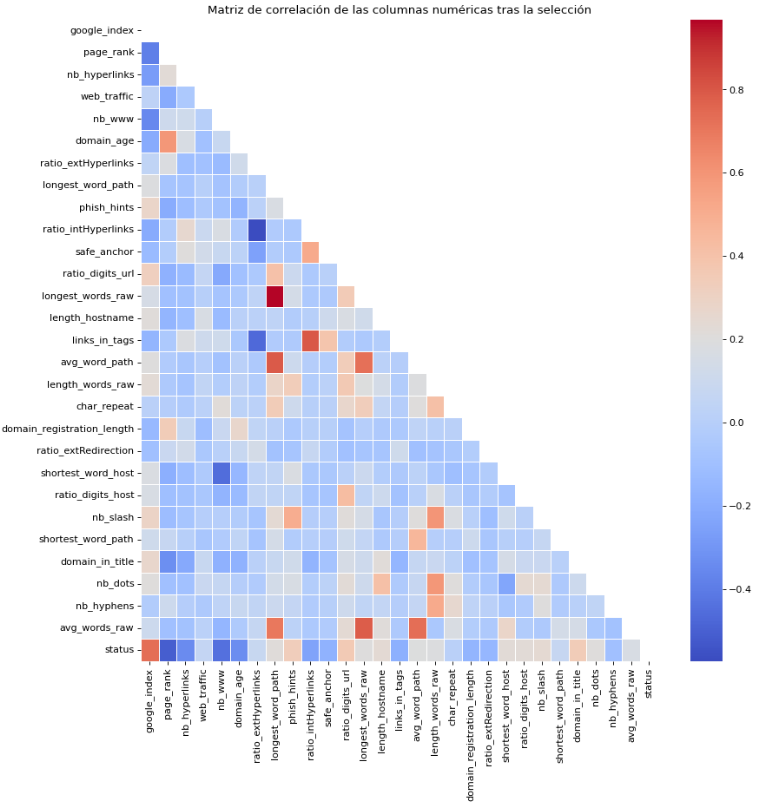 Matriz de correlación de las columnas numéricas tras la selección
google_index
page_rank
nb_hyperlinks
web_traffic
nb_www
domain_age
ratio_extHyperlinks
longest_word_path
phish_hints
ratio_intHyperlinks
safe_anchor
ratio_digits_url
longest_words_raw
length_hostname
links_in_tags
avg_word_path
length_words_raw
char_repeat
domain_registration_length
ratio_extRedirection
shortest_word_host
ratio_digits_host
nb_slash
shortest_word_path
domain_in_title
nb_dots
nb_hyphens
avg_words_raw
status
google_index
page_rank
nb_hyperlinks
web_traffic
nb_www
domain_age
ratio_extHyperlinks
longest_word_path
phish_hints
ratio_intHyperlinks
safe_anchor
ratio_digits_url
longest_words_raw
length_hostname
links_in_tags
avg_word_path
length_words_raw
char_repeat
domain_registration_length
ratio_extRedirection
shortest_word_host
ratio_digits_host
nb_slash
shortest_word_path
domain_in_title
nb_dots
nb_hyphens
avg_words_raw
status
0.8
0.6
0.4
0.2
0.0
−0.2
−0.4